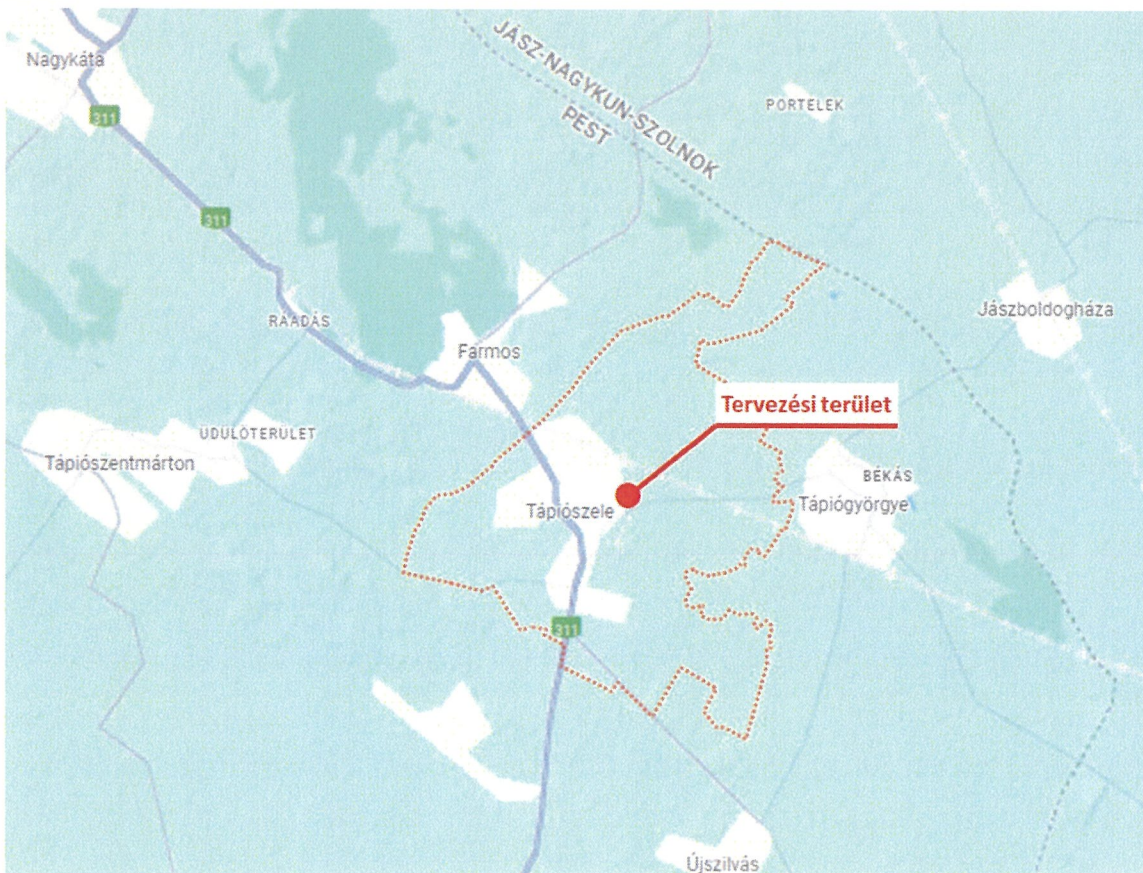 Nagykáta
311
JÁSZ-NAGYKUN-SZOLNOK
PEST
PORTELEK
311
RÁADÁS
Farmos
Jászboldogháza
Tervezési terület
ÜDÜLŐTERÜLET
Tápiószentmárton
Tápiószele
BÉKÁS
Tápiógyörgye
311
Újszilvás